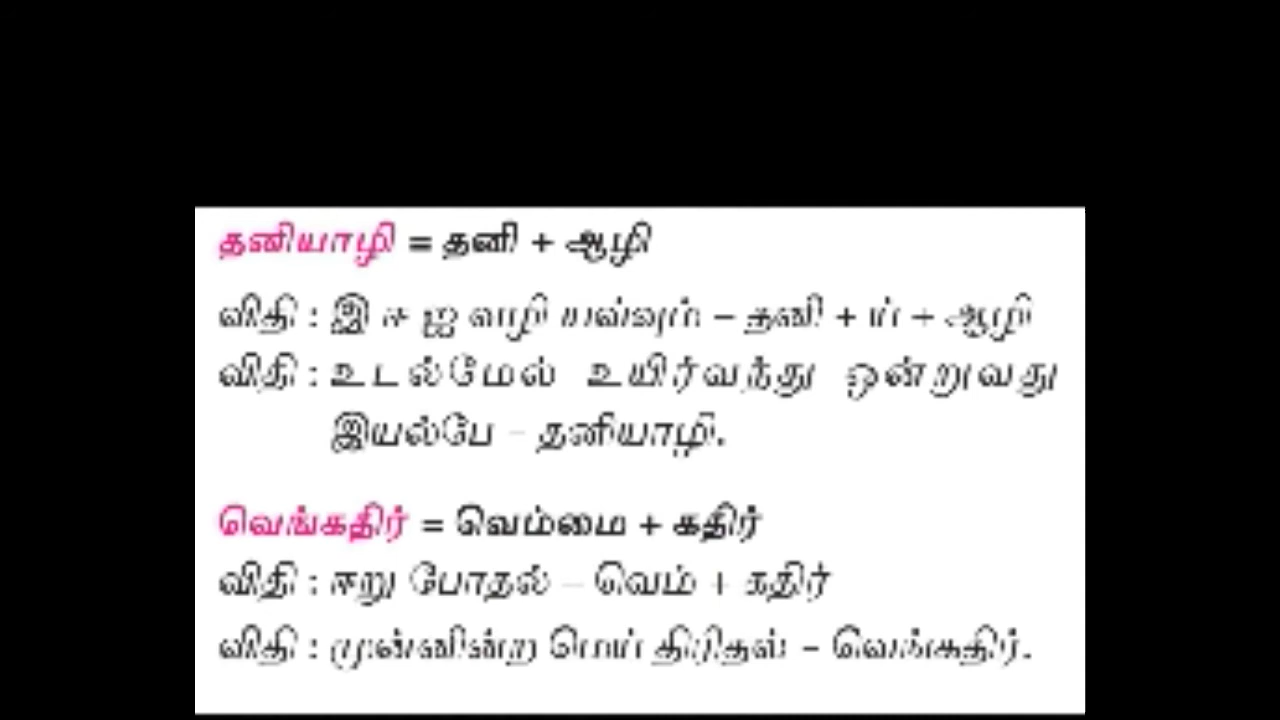 தனியாழி = தனி + ஆழி
விதி : இ ஈ ஐ வழி யவ்வும் – தனி + ய் + ஆழி
விதி : உடல்மேல் உயிர்வந்து ஒன்றுவது
இயல்பே – தனியாழி.
வெங்கதிர் = வெம்மை + கதிர்
விதி : ஈறு போதல் – வெம் + கதிர்
விதி : முன்னின்ற மெய் திரிதல் – வெங்கதிர்.